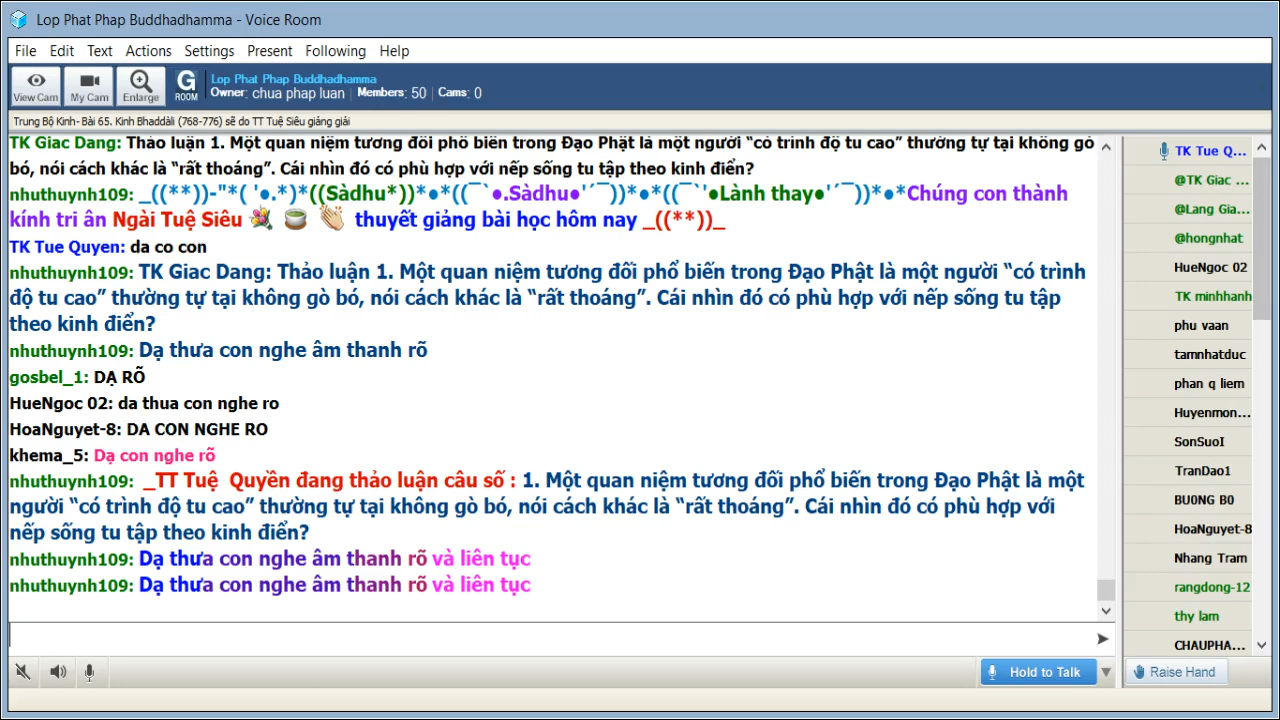 Lop Phat Phap Buddhadhamma - Voice Room
File Edit Text Actions Settings Present Following Help
View Cam My Cam Enlarge G ROOM
Lop Phat Phap Buddhadhamma
Owner: chua phap luan | Members: 50 | Cams: 0
Trung Bộ Kinh- Bài 65. Kinh Bhaddàli (768-776) sẽ do TT Tuệ Siêu giảng giải
TK Giac Dang: Thảo luận 1. Một quan niệm tương đối phổ biến trong Đạo Phật là một người “có trình độ tu cao” thường tự tại không gò
bó, nói cách khác là “rất thoáng”. Cái nhìn đó có phù hợp với nếp sống tu tập theo kinh điển?
nhuthuynh109: _((**))-"*( '●.*)*((Sàdhu*))*●*((¯`●.Sàdhu●'´¯))*●*((¯`'●Lành thay●'´¯))*●*Chúng con thành
kính tri ân Ngài Tuệ Siêu 💐 🍵 👏 thuyết giảng bài học hôm nay _((**))_
TK Tue Quyen: da co con
nhuthuynh109: TK Giac Dang: Thảo luận 1. Một quan niệm tương đối phổ biến trong Đạo Phật là một người “có trình
độ tu cao” thường tự tại không gò bó, nói cách khác là “rất thoáng”. Cái nhìn đó có phù hợp với nếp sống tu tập
theo kinh điển?
nhuthuynh109: Dạ thưa con nghe âm thanh rõ
gosbel_1: DẠ RÕ
HueNgoc 02: da thua con nghe ro
HoaNguyet-8: DA CON NGHE RO
khema_5: Dạ con nghe rõ
nhuthuynh109: _TT Tuệ Quyền đang thảo luận câu số : 1. Một quan niệm tương đối phổ biến trong Đạo Phật là một
người “có trình độ tu cao” thường tự tại không gò bó, nói cách khác là “rất thoáng”. Cái nhìn đó có phù hợp với
nếp sống tu tập theo kinh điển?
nhuthuynh109: Dạ thưa con nghe âm thanh rõ và liên tục
nhuthuynh109: Dạ thưa con nghe âm thanh rõ và liên tục
TK Tue Q...
@TK Giac ...
@Lang Gia...
@hongnhat
HueNgoc 02
TK minhhanh
phu vaan
tamnhatduc
phan q liem
Huyenmon...
SonSuoI
TranDao1
BU0NG B0
HoaNguyet-8
Nhang Tram
rangdong-12
thy lam
CHAUPHA...
Hold to Talk
Raise Hand